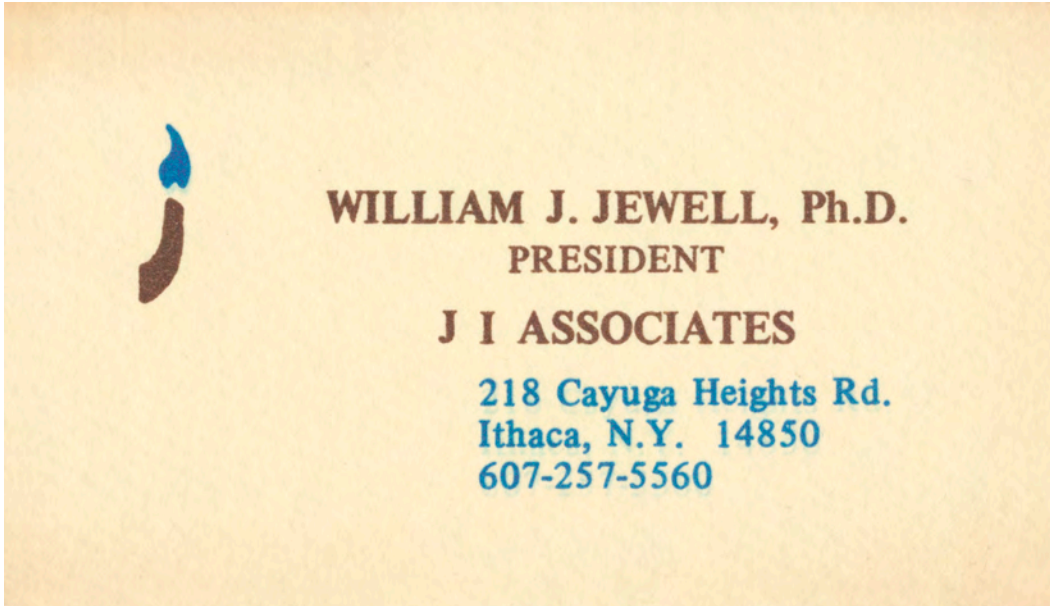 WILLIAM J. JEWELL, Ph.D.
PRESIDENT
J I ASSOCIATES
218 Cayuga Heights Rd.
Ithaca, N.Y. 14850
607-257-5560